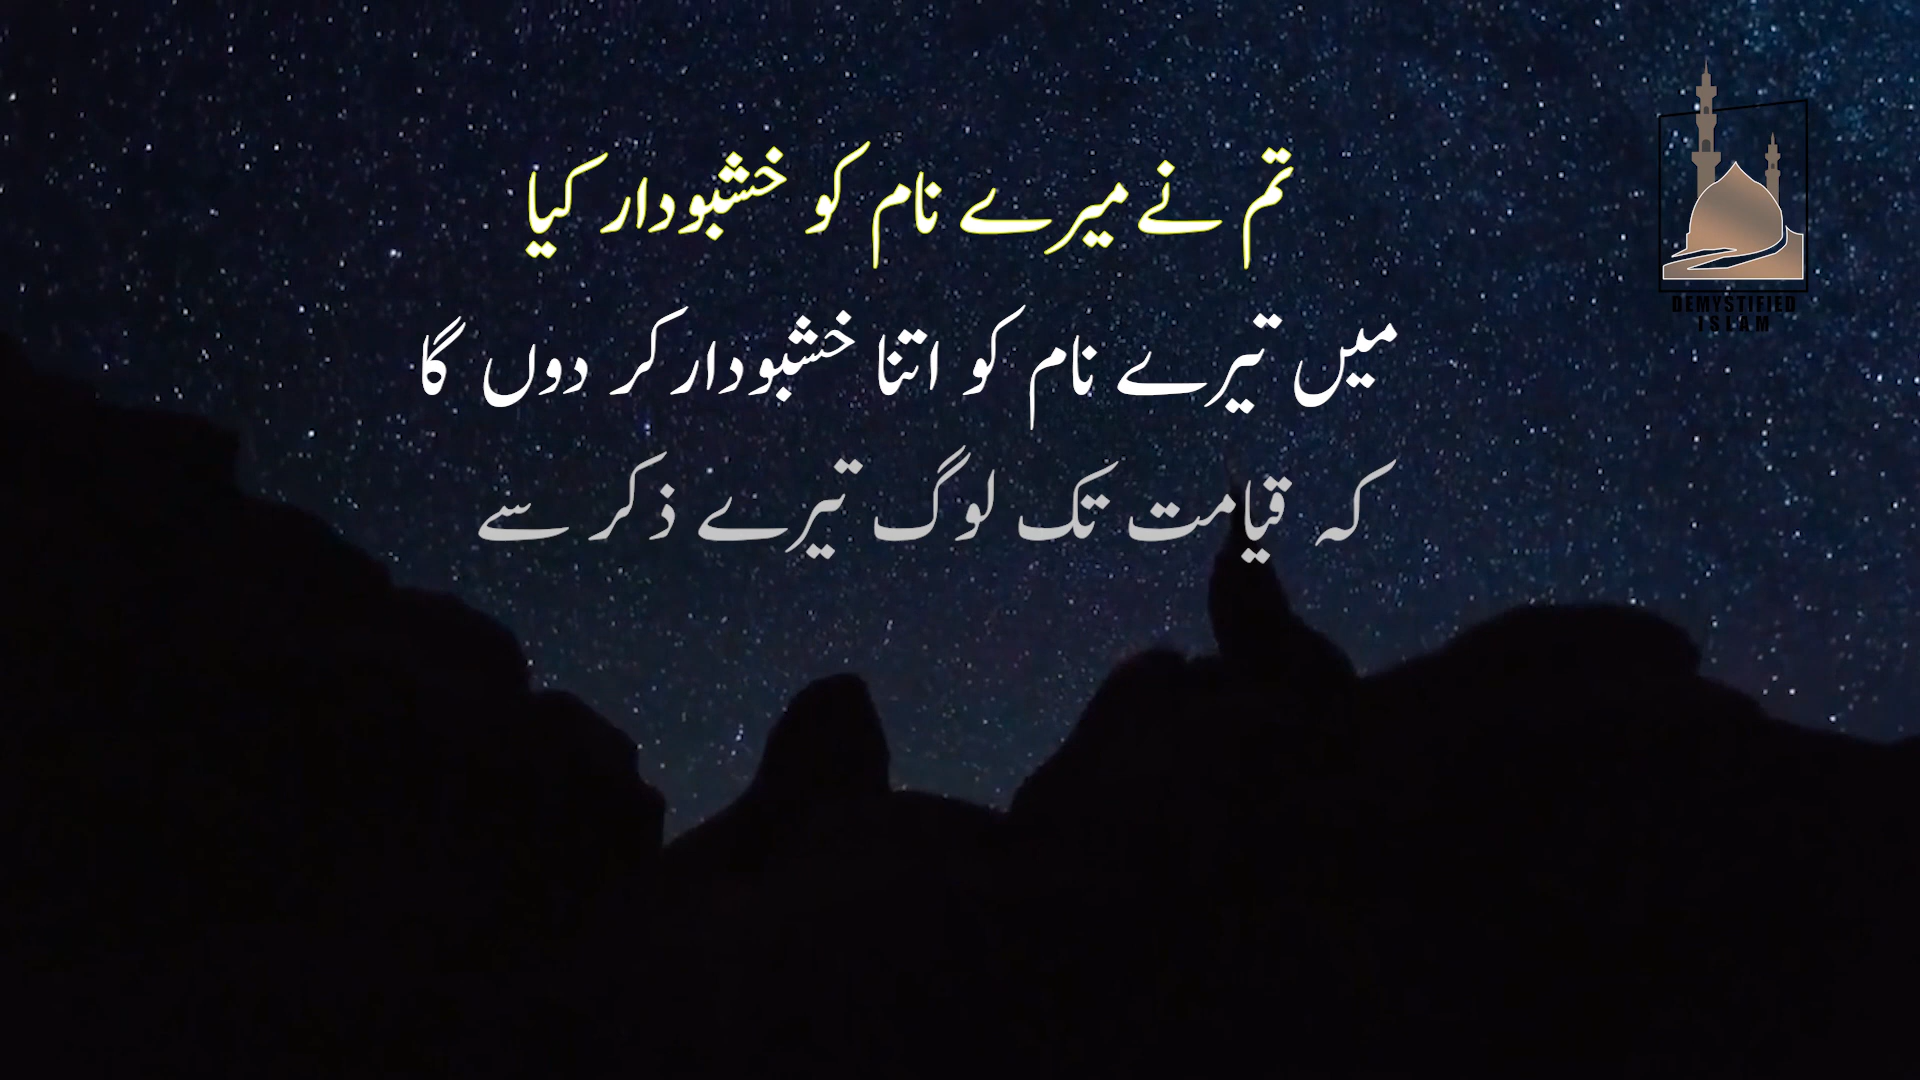 تم نے میرے نام کو خشبودار کیا
میں تیرے نام کو اتنا خشبودار کر دوں گا
کہ قیامت تک لوگ تیرے ذکر سے
DEMYSTIFIED
ISLAM